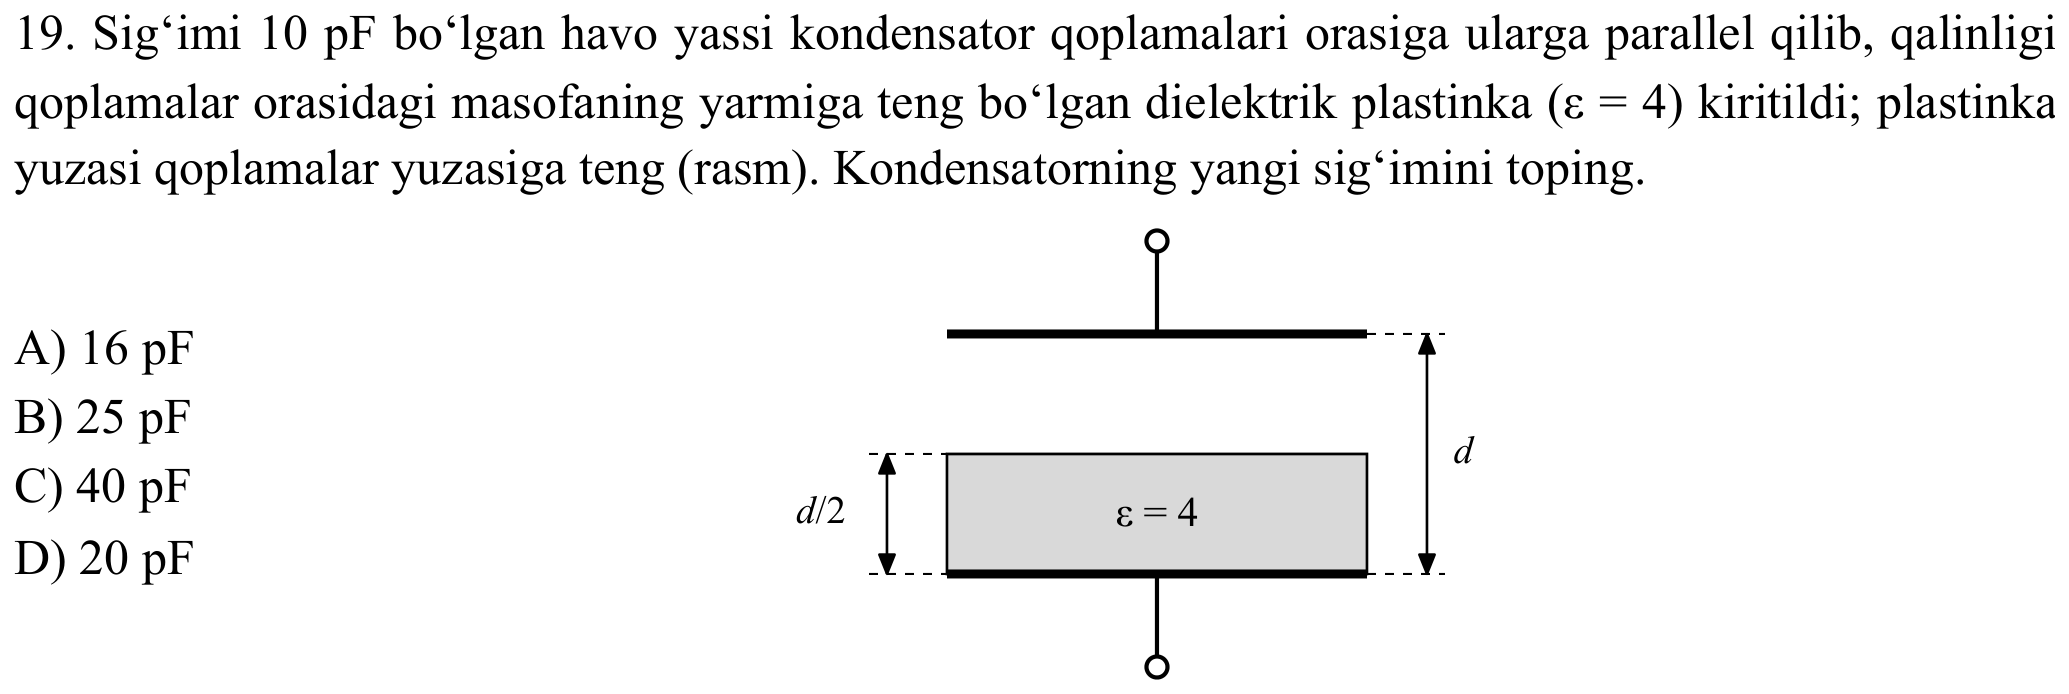 19. Sig‘imi 10 pF bo‘lgan havo yassi kondensator qoplamalari orasiga ularga parallel qilib, qalinligi
qoplamalar orasidagi masofaning yarmiga teng bo‘lgan dielektrik plastinka (ε = 4) kiritildi; plastinka
yuzasi qoplamalar yuzasiga teng (rasm). Kondensatorning yangi sig‘imini toping.
A) 16 pF
B) 25 pF
C) 40 pF
D) 20 pF
d
d/2
ε = 4